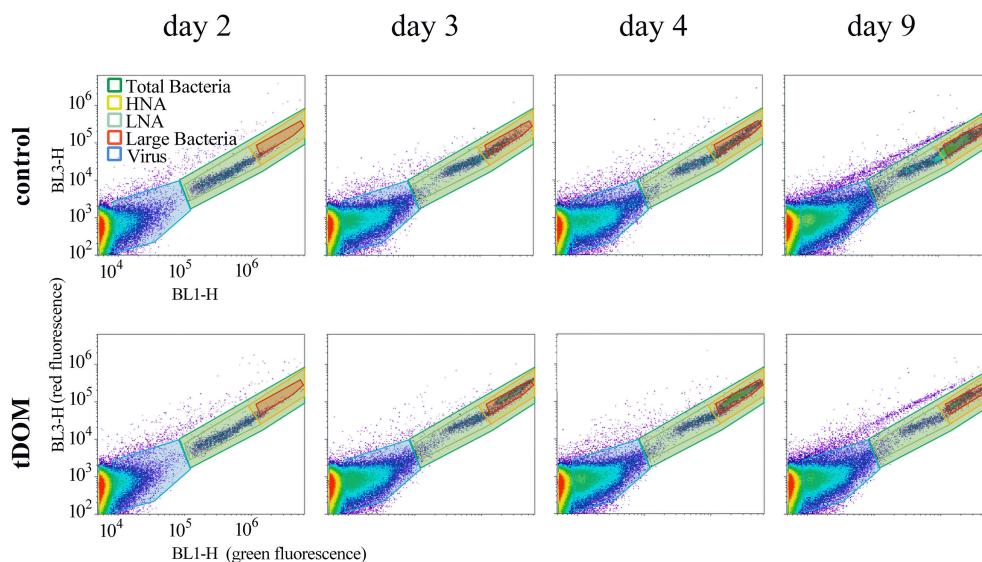 day 2 day 3 day 4 day 9
control
BL3-H
10⁶
10⁵
10⁴
10³
10²
Total Bacteria
HNA
LNA
Large Bacteria
Virus
10⁴ 10⁵ 10⁶
BL1-H
tDOM
BL3-H (red fluorescence)
10⁶
10⁵
10⁴
10³
10²
10⁴ 10⁵ 10⁶
BL1-H (green fluorescence)